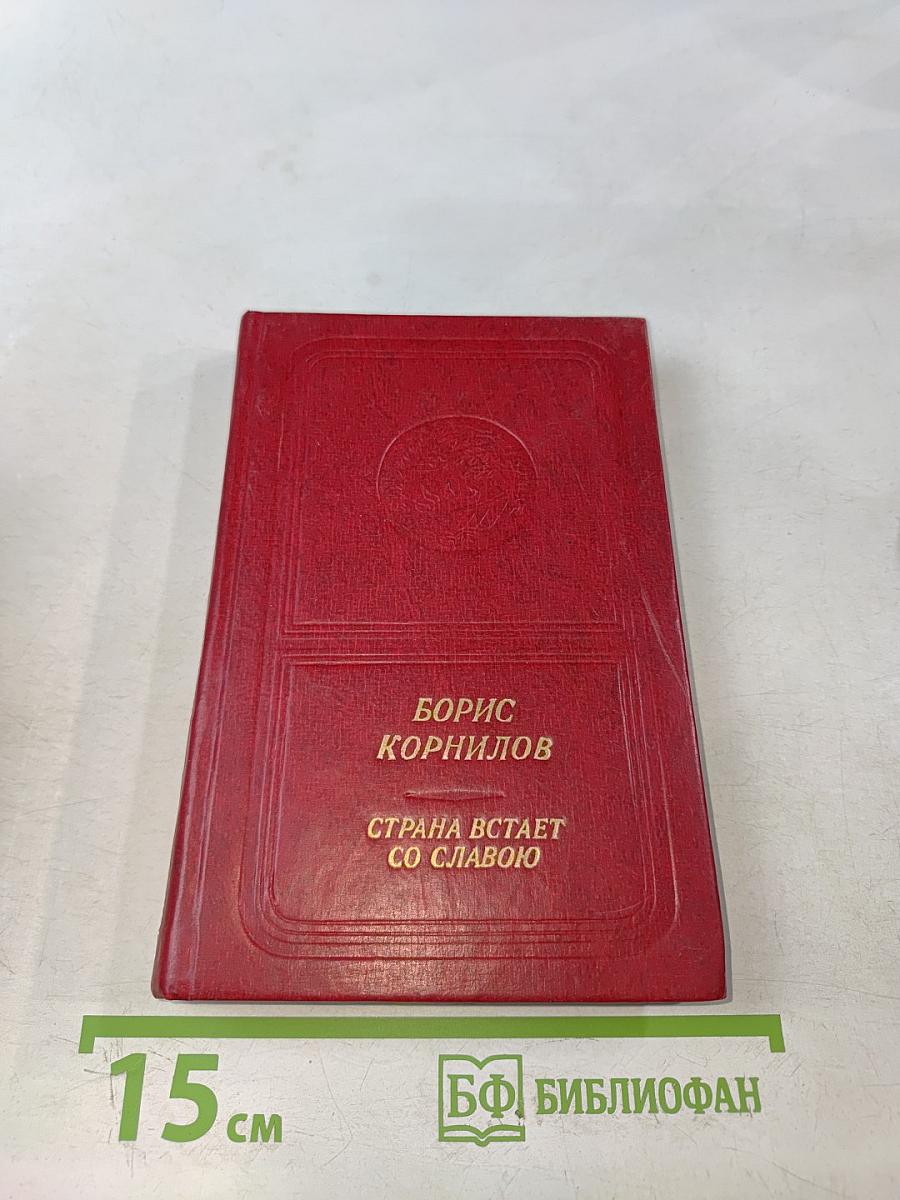 БОРИС
КОРНИЛОВ
СТРАНА ВСТАЕТ
СО СЛАВОЮ
15 см
БФ БИБЛИОФАН